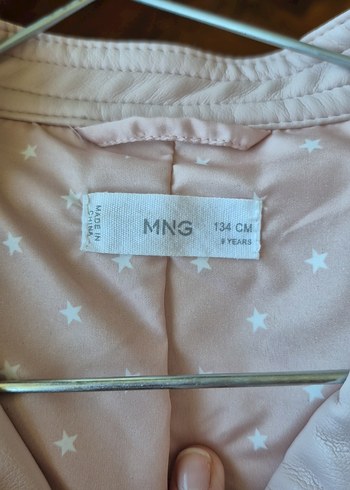 MADE IN
CHINA
MNG
134 CM
9 YEARS